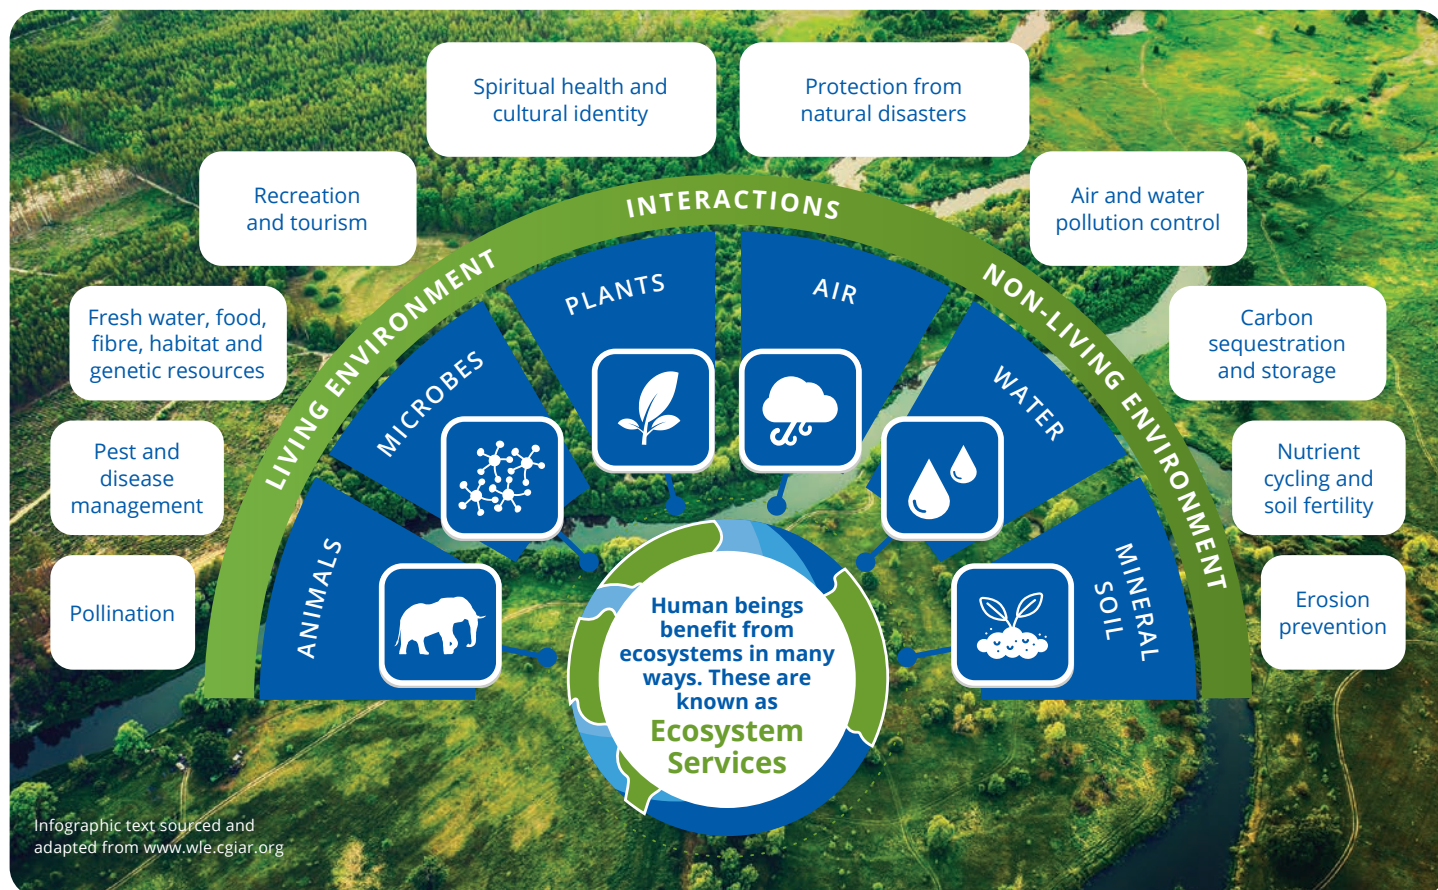 Spiritual health and
cultural identity
Protection from
natural disasters
Recreation
and tourism
Air and water
pollution control
Fresh water, food,
fibre, habitat and
genetic resources
Carbon
sequestration
and storage
Pest and
disease
management
Nutrient
cycling and
soil fertility
Pollination
Erosion
prevention
LIVING ENVIRONMENT
INTERACTIONS
NON-LIVING ENVIRONMENT
ANIMALS
MICROBES
PLANTS
AIR
WATER
MINERAL
SOIL
Human beings
benefit from
ecosystems in many
ways. These are
known as
Ecosystem
Services
Infographic text sourced and
adapted from www.wle.cgiar.org